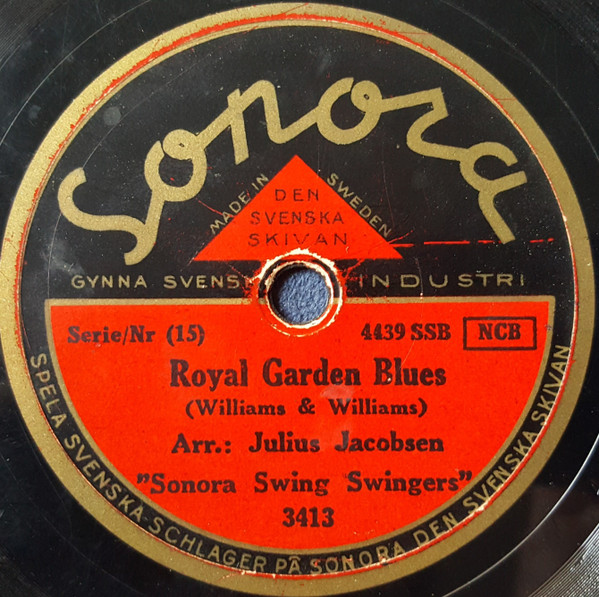 Sonora
MADE IN SWEDEN
DEN
SVENSKA
SKIVAN
GYNNA SVENSK INDUSTRI
Serie/Nr (15) 4439 SSB NCB
Royal Garden Blues
(Williams & Williams)
Arr.: Julius Jacobsen
"Sonora Swing Swingers"
3413
SPELA SVENSKA-SCHLAGER PÅ SONORA DEN SVENSKA SKIVAN